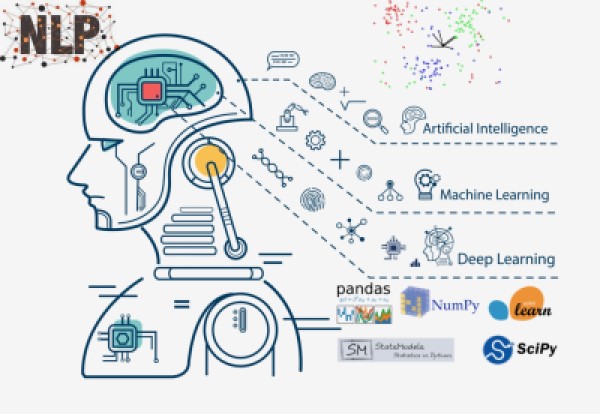 NLP
Artificial Intelligence
Machine Learning
Deep Learning
pandas
NumPy
learn
SM StatsModels
Statistics in Python
SciPy